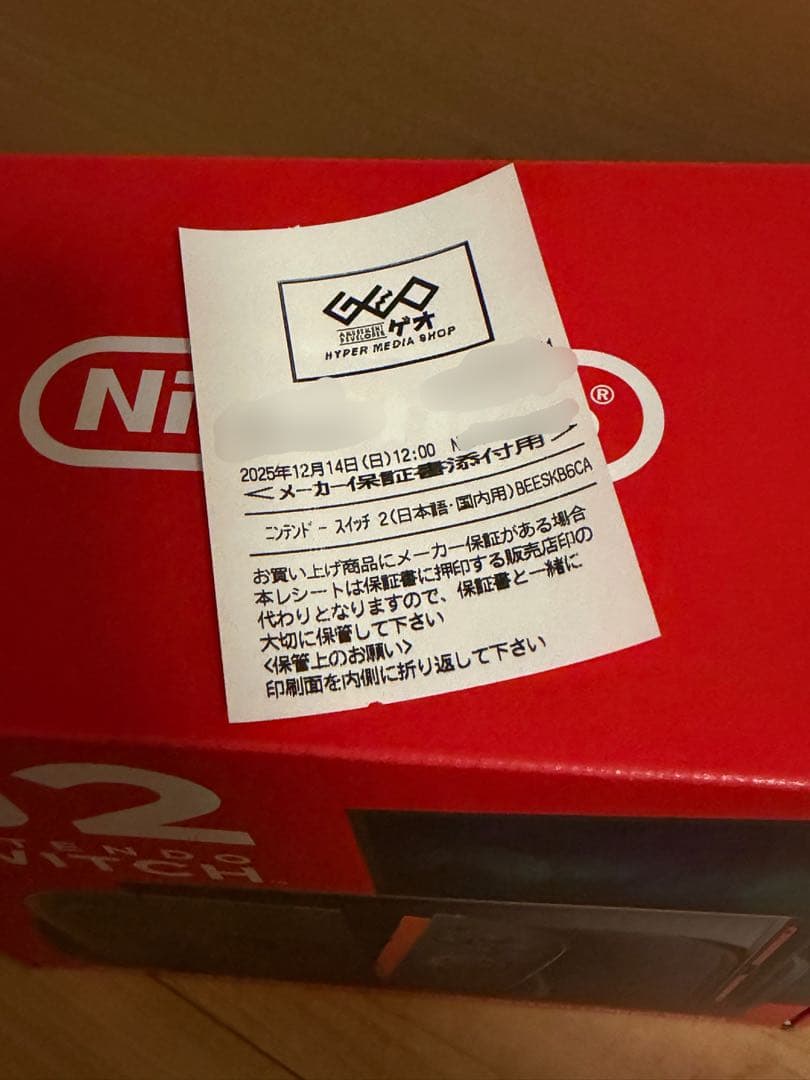 GEO
AMUSEMENT
DEVELOPER ゲオ
HYPER MEDIA SHOP
Ni
®
2025年12月14日(日)12:00 N
<メーカー保証書添付用>
ニンテンドー スイッチ 2(日本語・国内用)BEESKB6CA
お買い上げ商品にメーカー保証がある場合
本レシートは保証書に押印する販売店印の
代わりとなりますので、保証書と一緒に
大切に保管して下さい
<保管上のお願い>
印刷面を内側に折り返して下さい
2
TENDO
WITCH